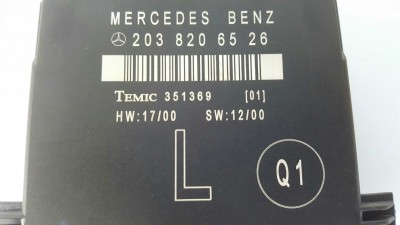 MERCEDES BENZ
203 820 65 26
TEMIC 351369 [01]
HW:17/00 SW:12/00
L
Q1